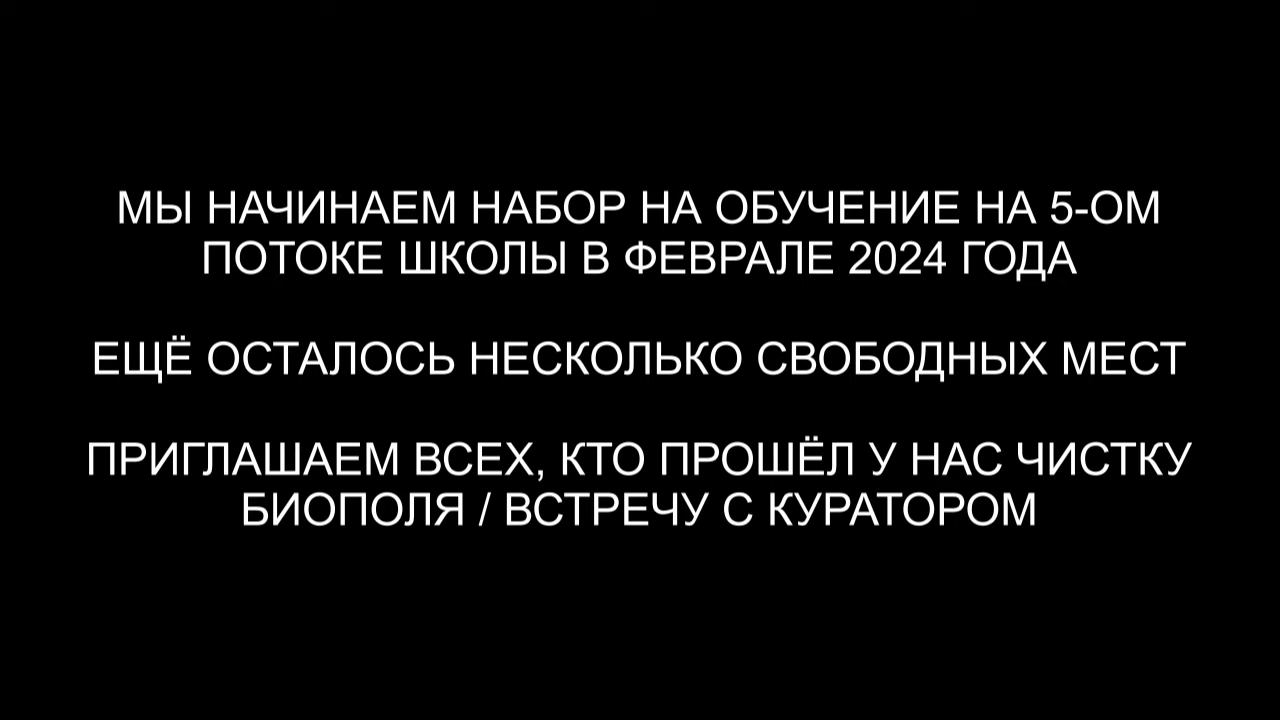 МЫ НАЧИНАЕМ НАБОР НА ОБУЧЕНИЕ НА 5-ОМ
ПОТОКЕ ШКОЛЫ В ФЕВРАЛЕ 2024 ГОДА
ЕЩЁ ОСТАЛОСЬ НЕСКОЛЬКО СВОБОДНЫХ МЕСТ
ПРИГЛАШАЕМ ВСЕХ, КТО ПРОШЁЛ У НАС ЧИСТКУ
БИОПОЛЯ / ВСТРЕЧУ С КУРАТОРОМ